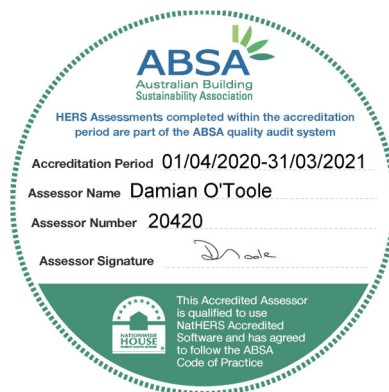 ABSA
Australian Building
Sustainability Association
HERS Assessments completed within the accreditation
period are part of the ABSA quality audit system
Accreditation Period 01/04/2020-31/03/2021
Assessor Name Damian O'Toole
Assessor Number 20420
Assessor Signature
This Accredited Assessor
is qualified to use
NatHERS Accredited
Software and has agreed
to follow the ABSA
Code of Practice
NATIONWIDE
HOUSE